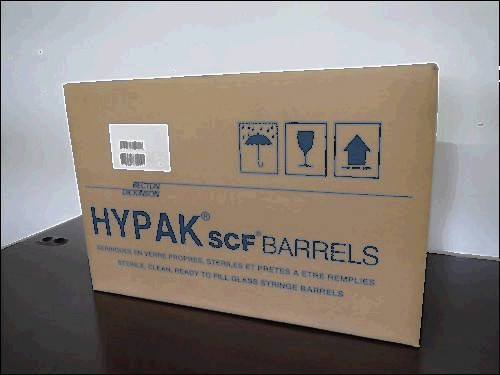 BECTON
DICKINSON
HYPAK® SCF® BARRELS
SERINGUES EN VERRE PROPRES, STERILES ET PRETES A ETRE REMPLIES
STERILE, CLEAN, READY TO FILL GLASS SYRINGE BARRELS